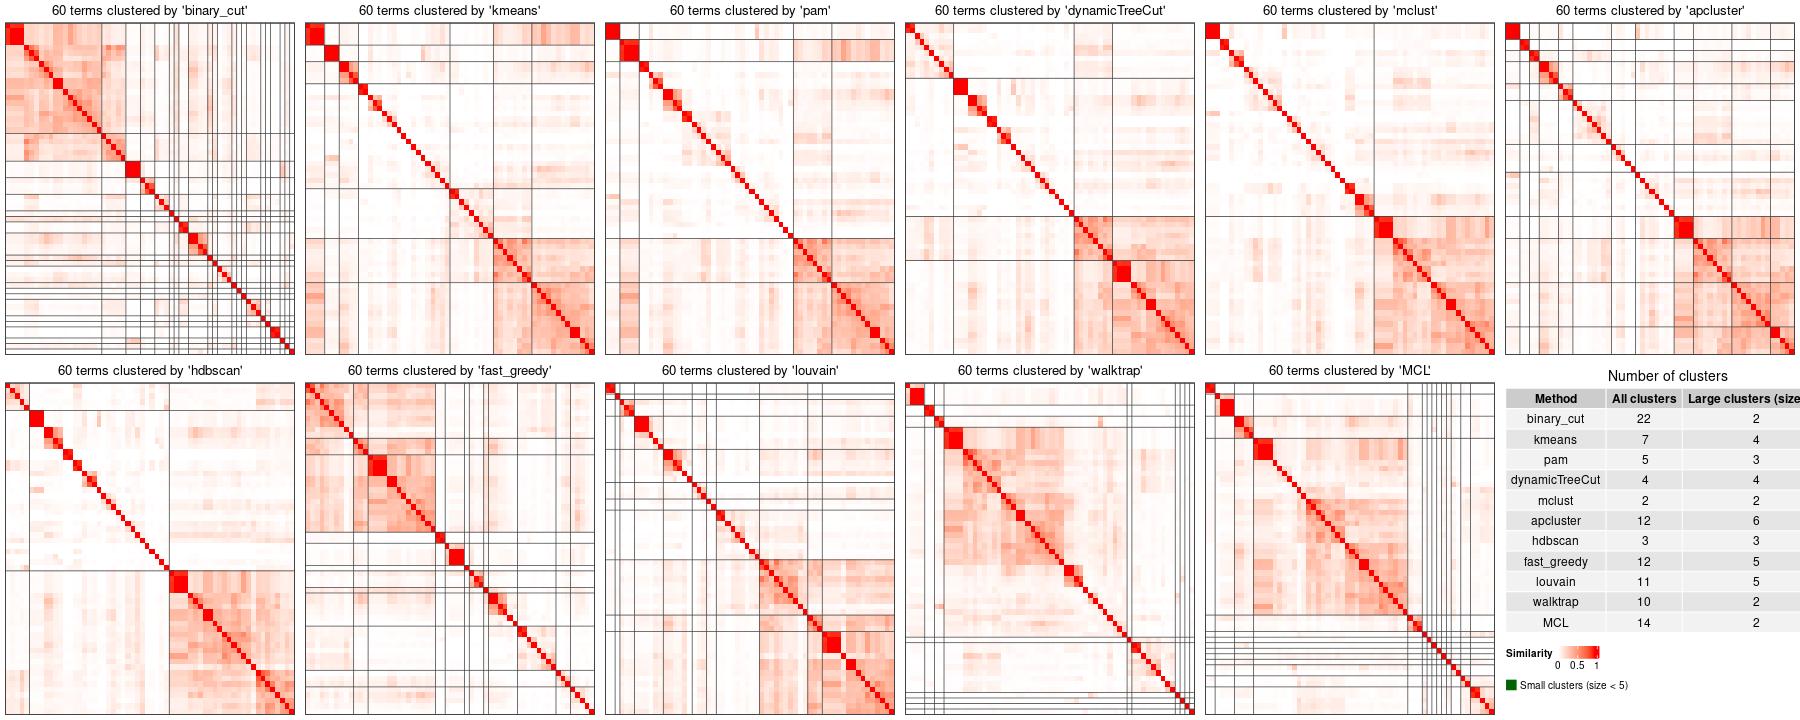 60 terms clustered by 'binary_cut'
60 terms clustered by 'kmeans'
60 terms clustered by 'pam'
60 terms clustered by 'dynamicTreeCut'
60 terms clustered by 'mclust'
60 terms clustered by 'apcluster'
60 terms clustered by 'hdbscan'
60 terms clustered by 'fast_greedy'
60 terms clustered by 'louvain'
60 terms clustered by 'walktrap'
60 terms clustered by 'MCL'
Number of clusters
Method All clusters Large clusters (size
binary_cut 22 2
kmeans 7 4
pam 5 3
dynamicTreeCut 4 4
mclust 2 2
apcluster 12 6
hdbscan 3 3
fast_greedy 12 5
louvain 11 5
walktrap 10 2
MCL 14 2
Similarity
0 0.5 1
Small clusters (size < 5)